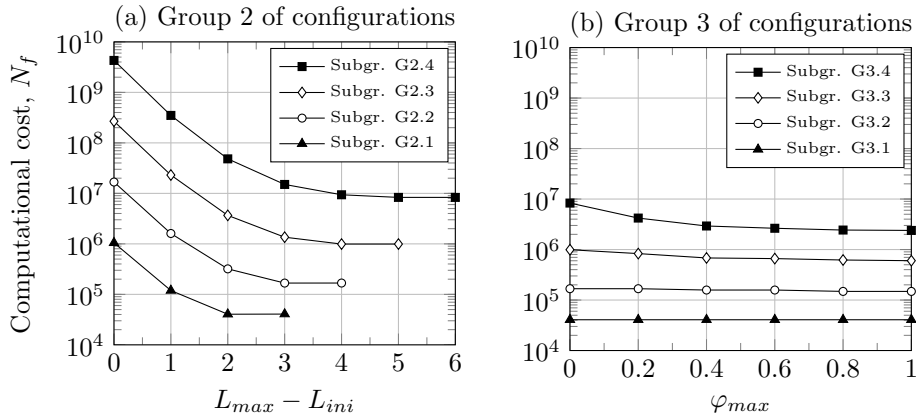 (a) Group 2 of configurations
Computational cost, N_f
10^10
10^9
10^8
10^7
10^6
10^5
10^4
Subgr. G2.4
Subgr. G2.3
Subgr. G2.2
Subgr. G2.1
0 1 2 3 4 5 6
L_max − L_ini
(b) Group 3 of configurations
10^10
10^9
10^8
10^7
10^6
10^5
10^4
Subgr. G3.4
Subgr. G3.3
Subgr. G3.2
Subgr. G3.1
0 0.2 0.4 0.6 0.8 1
φ_max